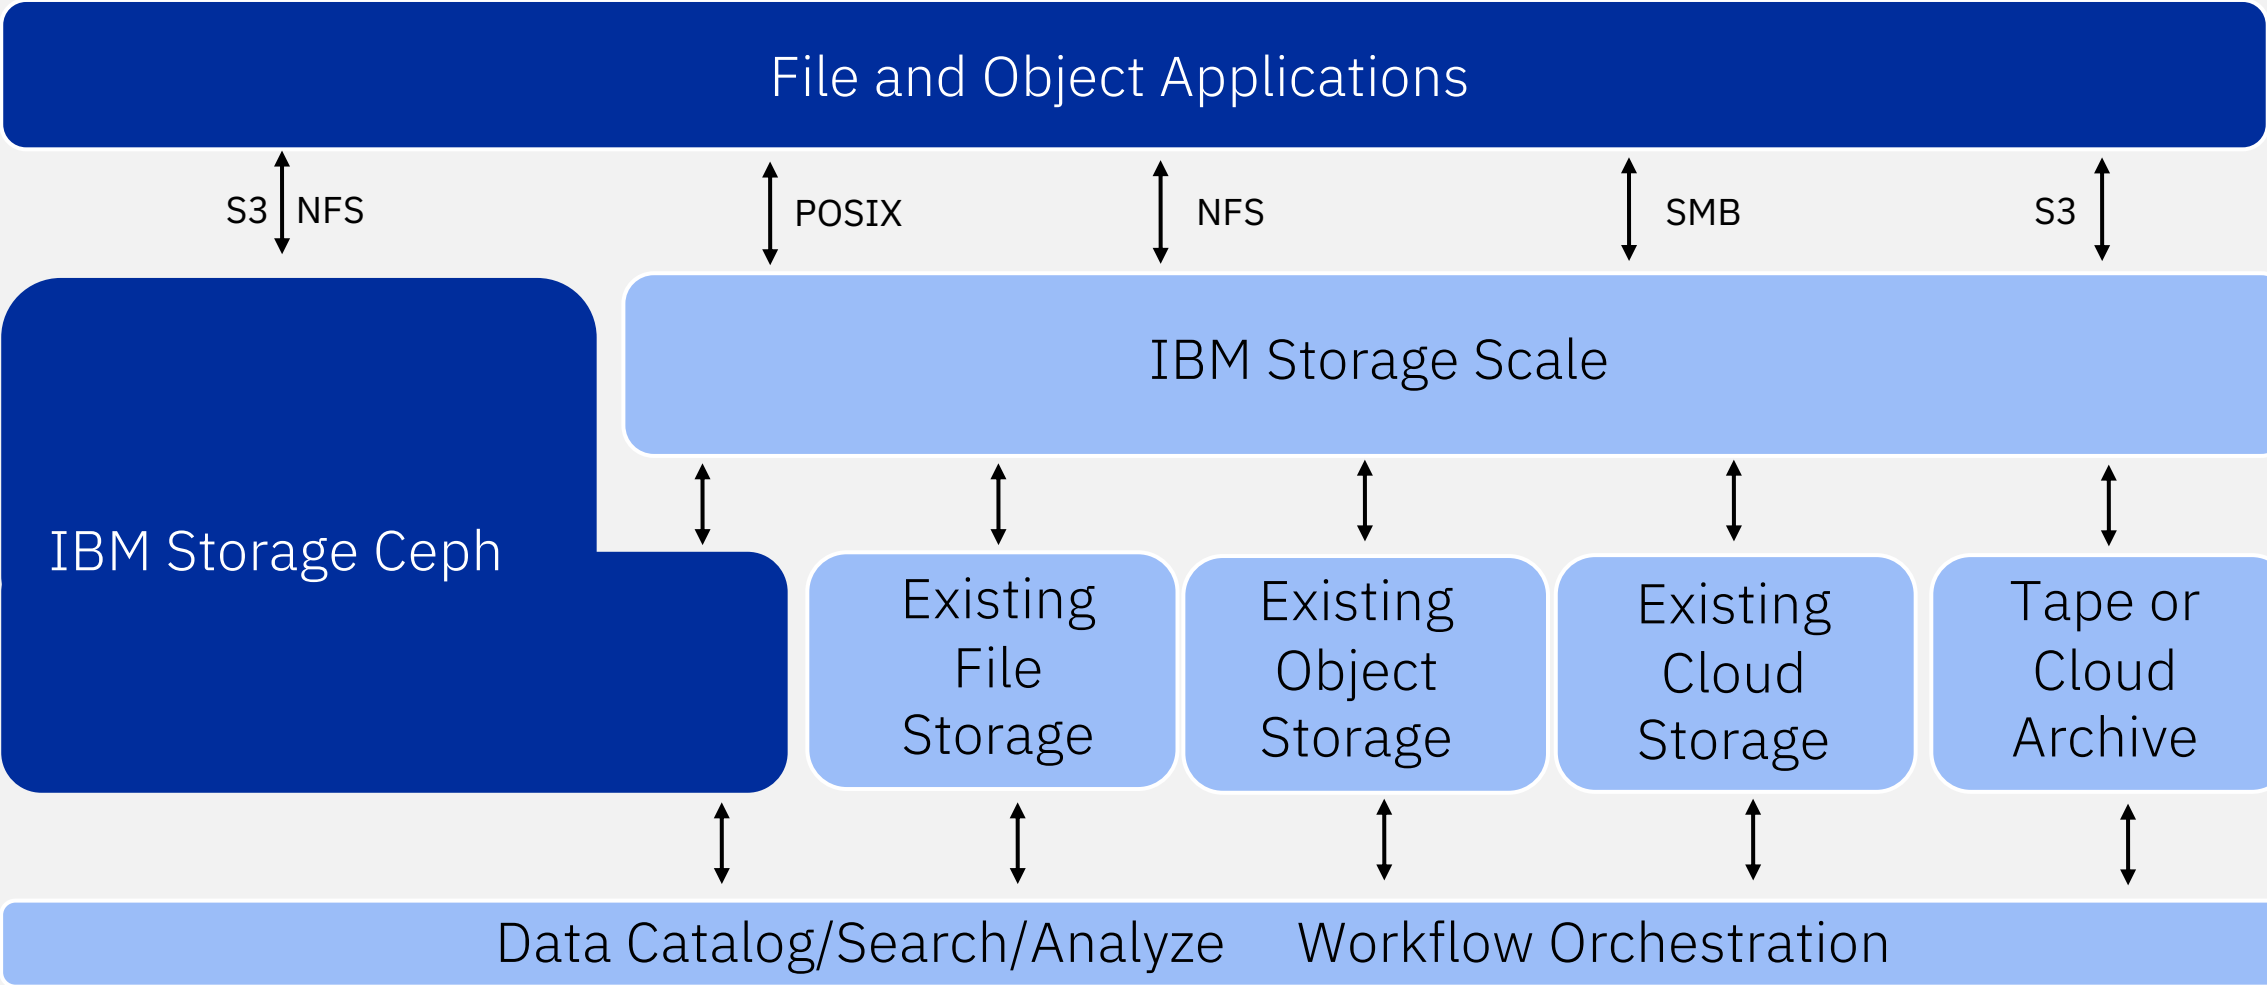 File and Object Applications
S3 NFS
POSIX
NFS
SMB
S3
IBM Storage Scale
IBM Storage Ceph
Existing
File
Storage
Existing
Object
Storage
Existing
Cloud
Storage
Tape or
Cloud
Archive
Data Catalog/Search/Analyze
Workflow Orchestration